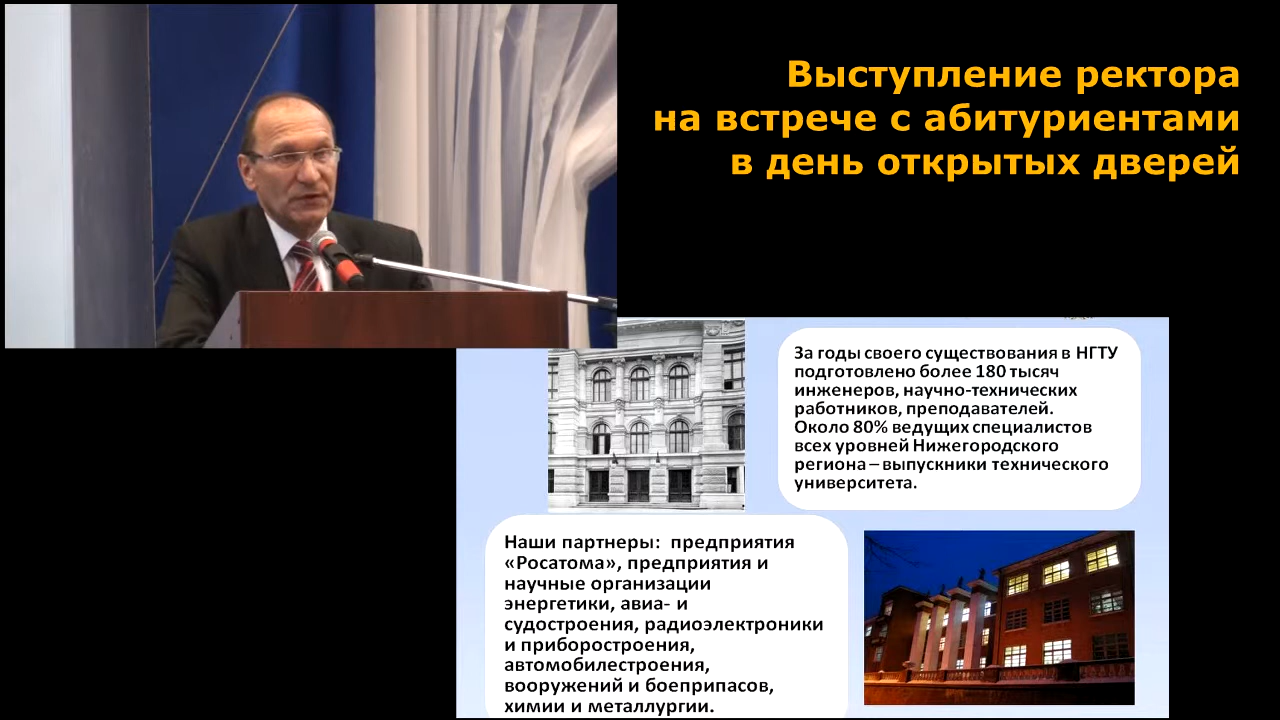 Выступление ректора
на встрече с абитуриентами
в день открытых дверей
За годы своего существования в НГТУ
подготовлено более 180 тысяч
инженеров, научно-технических
работников, преподавателей.
Около 80% ведущих специалистов
всех уровней Нижегородского
региона – выпускники технического
университета.
Наши партнеры:  предприятия
«Росатома», предприятия и
научные организации
энергетики, авиа- и
судостроения, радиоэлектроники
и приборостроения,
автомобилестроения,
вооружений и боеприпасов,
химии и металлургии.